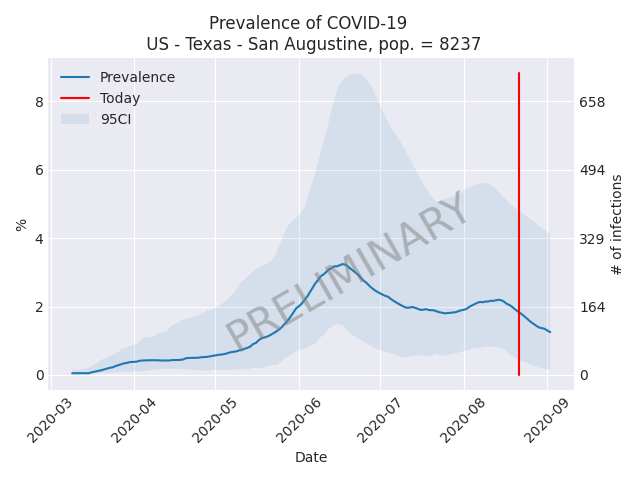 Prevalence of COVID-19
US - Texas - San Augustine, pop. = 8237
Prevalence
Today
95CI
8
6
4
2
0
%
658
494
329
164
0
# of infections
PRELIMINARY
2020-03
2020-04
2020-05
2020-06
2020-07
2020-08
2020-09
Date